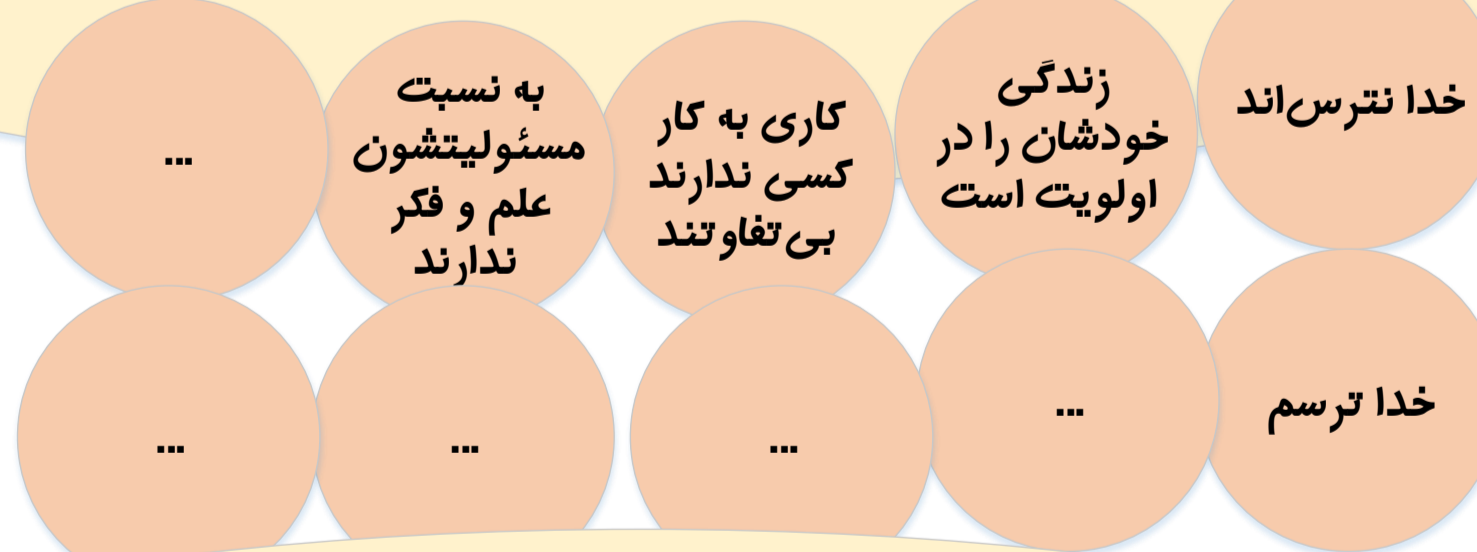 خدا نترس‌اند
زندگی
خودشان را در
اولویت است
کاری به کار
کسی ندارند
بی‌تفاوتند
به نسبت
مسئولیتشون
علم و فکر
ندارند
...
خدا ترسم
...
...
...
...